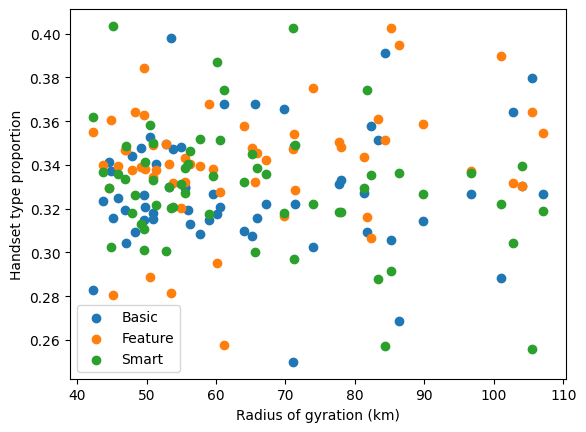 0.40
0.38
0.36
0.34
0.32
0.30
0.28
0.26
Handset type proportion
Basic
Feature
Smart
40 50 60 70 80 90 100 110
Radius of gyration (km)